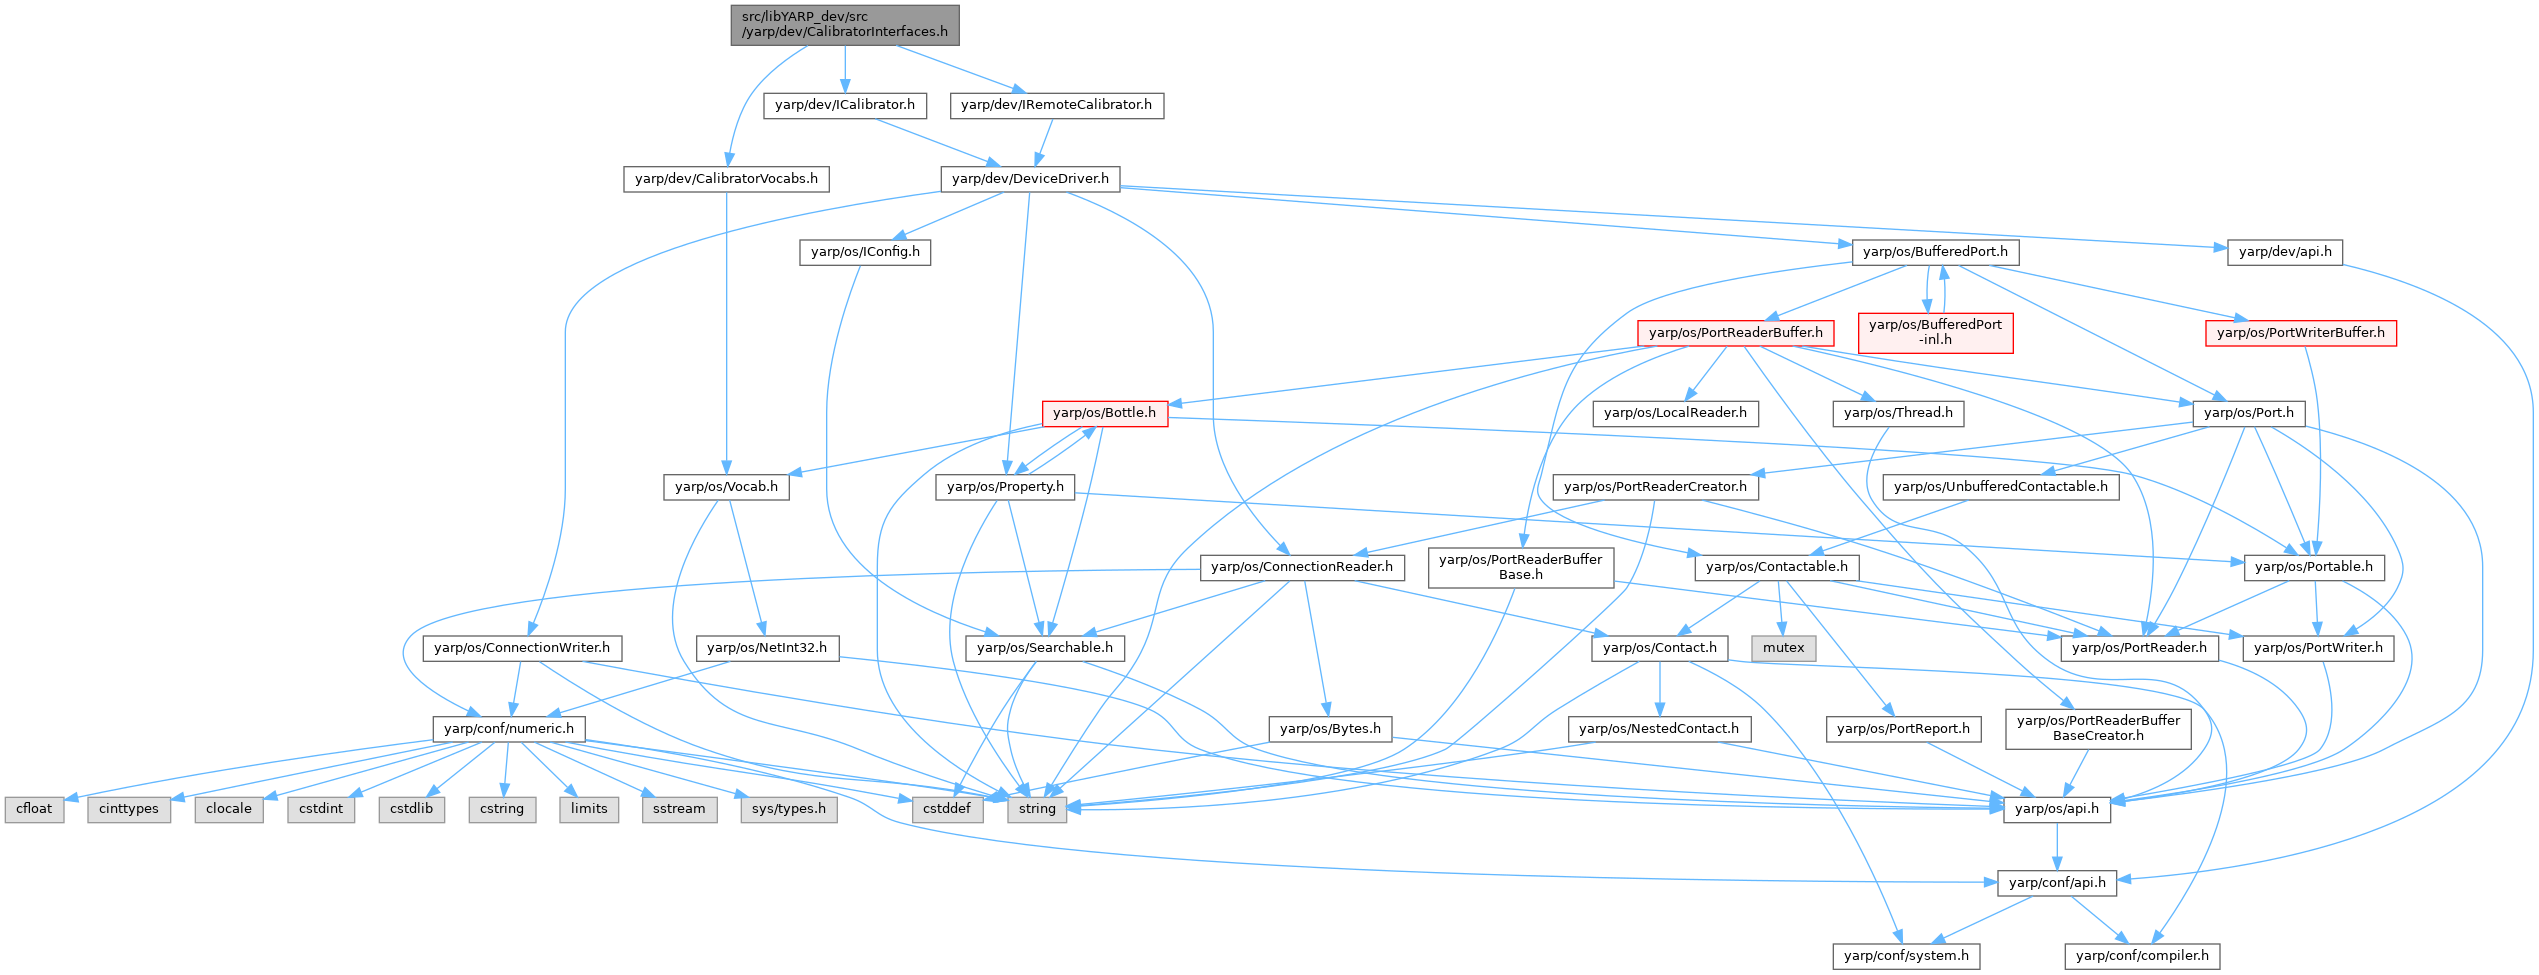 src/libYARP_dev/src
/yarp/dev/CalibratorInterfaces.h
yarp/dev/ICalibrator.h
yarp/dev/IRemoteCalibrator.h
yarp/dev/CalibratorVocabs.h
yarp/dev/DeviceDriver.h
yarp/os/IConfig.h
yarp/os/BufferedPort.h
yarp/dev/api.h
yarp/os/PortReaderBuffer.h
yarp/os/BufferedPort
-inl.h
yarp/os/PortWriterBuffer.h
yarp/os/Bottle.h
yarp/os/LocalReader.h
yarp/os/Thread.h
yarp/os/Port.h
yarp/os/Vocab.h
yarp/os/Property.h
yarp/os/PortReaderCreator.h
yarp/os/UnbufferedContactable.h
yarp/os/ConnectionReader.h
yarp/os/PortReaderBuffer
Base.h
yarp/os/Contactable.h
yarp/os/Portable.h
yarp/os/ConnectionWriter.h
yarp/os/NetInt32.h
yarp/os/Searchable.h
yarp/os/Contact.h
mutex
yarp/os/PortReader.h
yarp/os/PortWriter.h
yarp/conf/numeric.h
yarp/os/Bytes.h
yarp/os/NestedContact.h
yarp/os/PortReport.h
yarp/os/PortReaderBuffer
BaseCreator.h
cfloat
cinttypes
clocale
cstdint
cstdlib
cstring
limits
sstream
sys/types.h
cstddef
string
yarp/os/api.h
yarp/conf/api.h
yarp/conf/system.h
yarp/conf/compiler.h